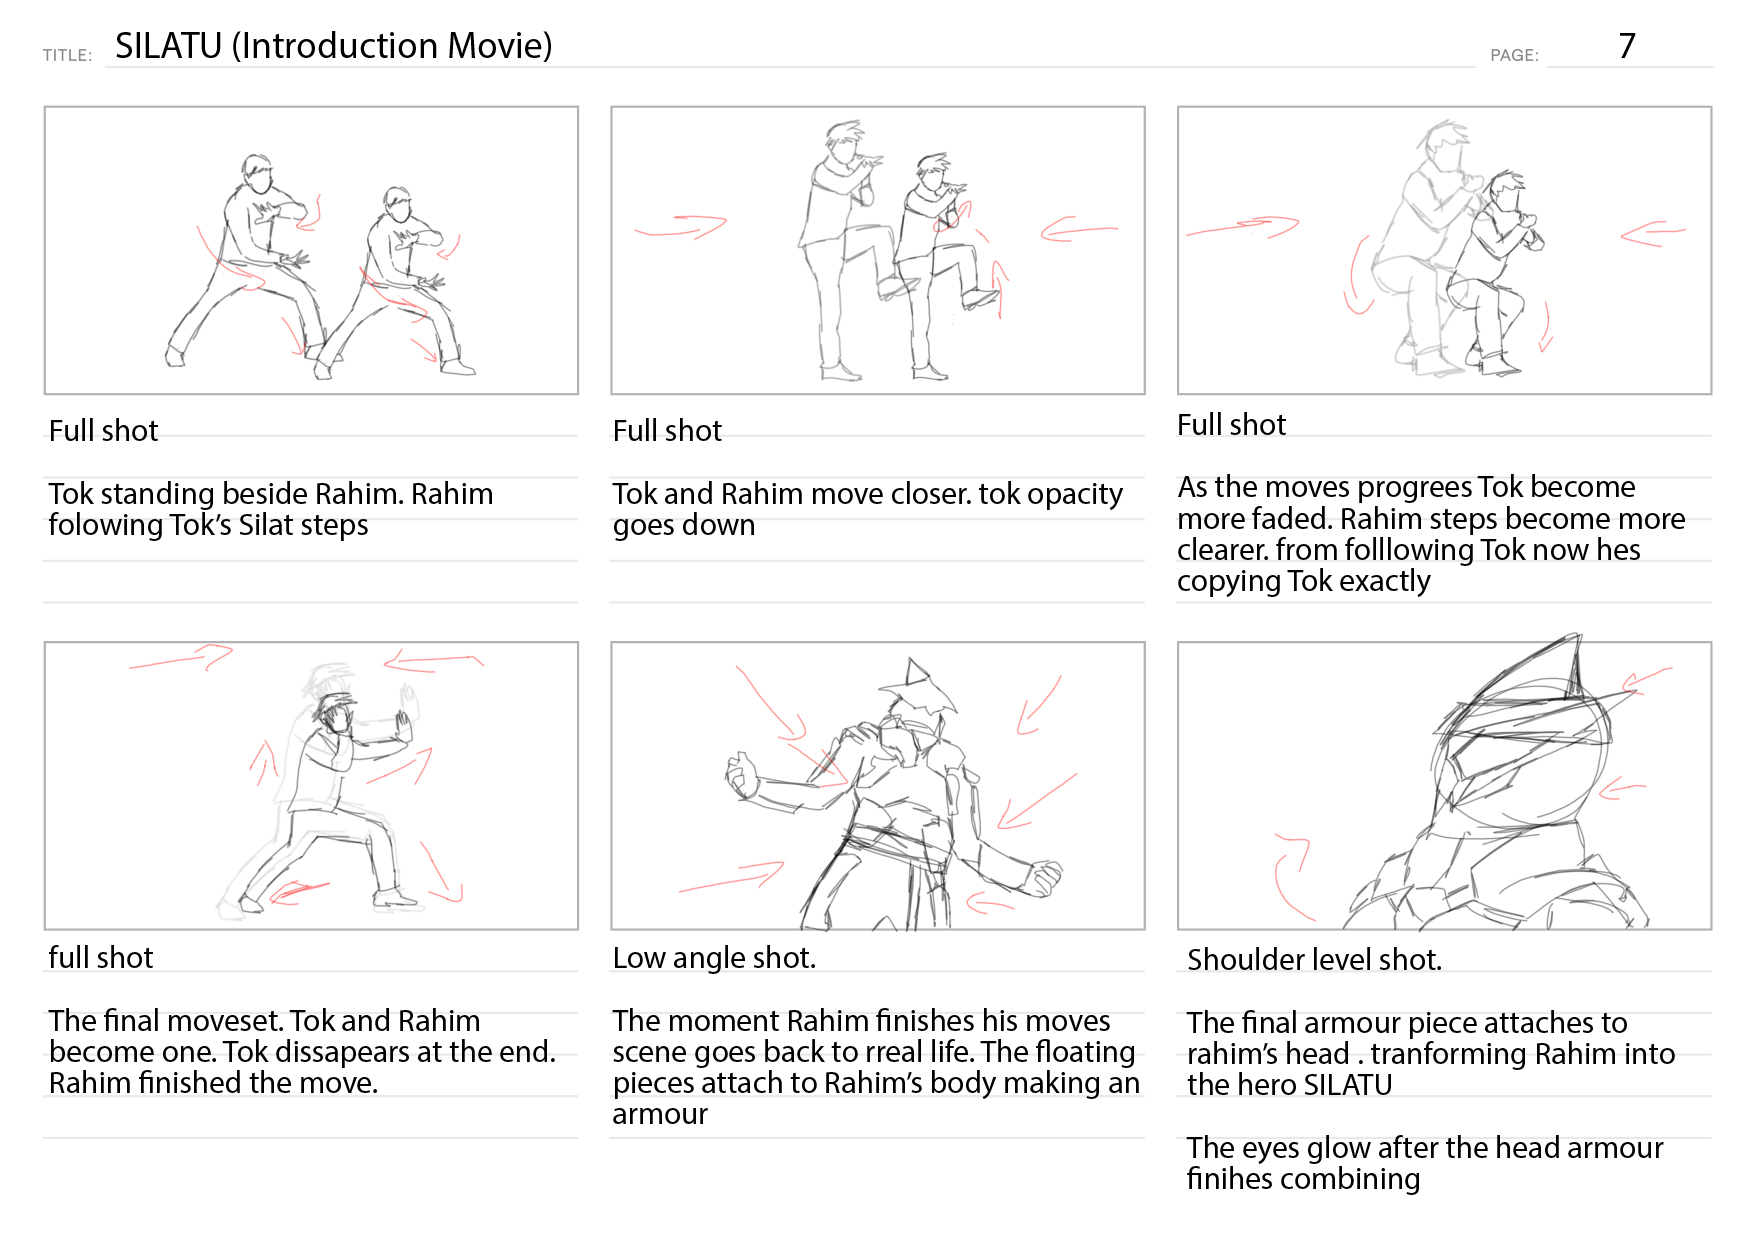 TITLE: SILATU (Introduction Movie)
PAGE: 7
Full shot
Tok standing beside Rahim. Rahim
folowing Tok’s Silat steps
Full shot
Tok and Rahim move closer. tok opacity
goes down
Full shot
As the moves progrees Tok become
more faded. Rahim steps become more
clearer. from folllowing Tok now hes
copying Tok exactly
full shot
The final moveset. Tok and Rahim
become one. Tok dissapears at the end.
Rahim finished the move.
Low angle shot.
The moment Rahim finishes his moves
scene goes back to rreal life. The floating
pieces attach to Rahim’s body making an
armour
Shoulder level shot.
The final armour piece attaches to
rahim’s head . tranforming Rahim into
the hero SILATU
The eyes glow after the head armour
finihes combining